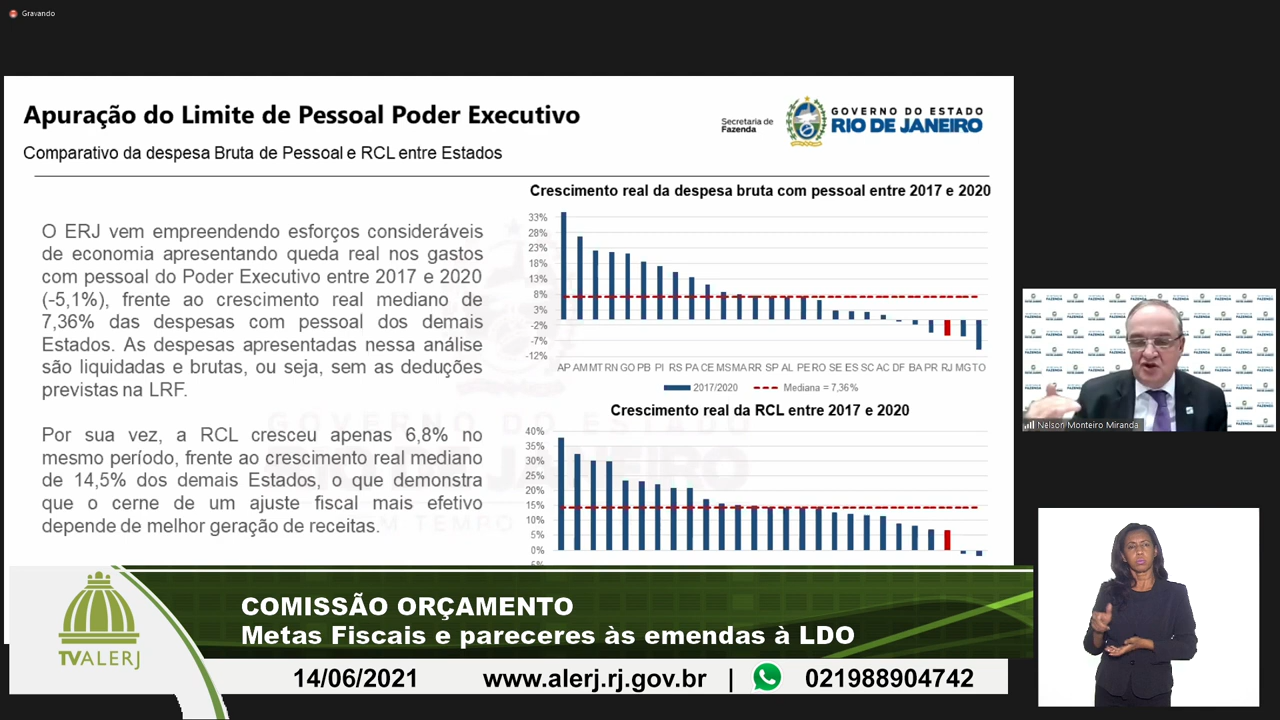 Gravando
Apuração do Limite de Pessoal Poder Executivo
Comparativo da despesa Bruta de Pessoal e RCL entre Estados
Secretaria de
Fazenda
GOVERNO DO ESTADO
RIO DE JANEIRO
O ERJ vem empreendendo esforços consideráveis
de economia apresentando queda real nos gastos
com pessoal do Poder Executivo entre 2017 e 2020
(-5,1%), frente ao crescimento real mediano de
7,36% das despesas com pessoal dos demais
Estados. As despesas apresentadas nessa análise
são liquidadas e brutas, ou seja, sem as deduções
previstas na LRF.
Por sua vez, a RCL cresceu apenas 6,8% no
mesmo período, frente ao crescimento real mediano
de 14,5% dos demais Estados, o que demonstra
que o cerne de um ajuste fiscal mais efetivo
depende de melhor geração de receitas.
Crescimento real da despesa bruta com pessoal entre 2017 e 2020
33%
28%
23%
18%
13%
8%
3%
-2%
-7%
-12%
AP AM MT RN GO PB PI RS PA CE MS MA RR SP AL PE RO SE ES SC AC DF BA PR RJ MG TO
2017/2020 Mediana = 7,36%
Crescimento real da RCL entre 2017 e 2020
40%
35%
30%
25%
20%
15%
10%
5%
0%
Nelson Monteiro Miranda
TVALERJ
COMISSÃO ORÇAMENTO
Metas Fiscais e pareceres às emendas à LDO
14/06/2021 www.alerj.rj.gov.br | 021988904742